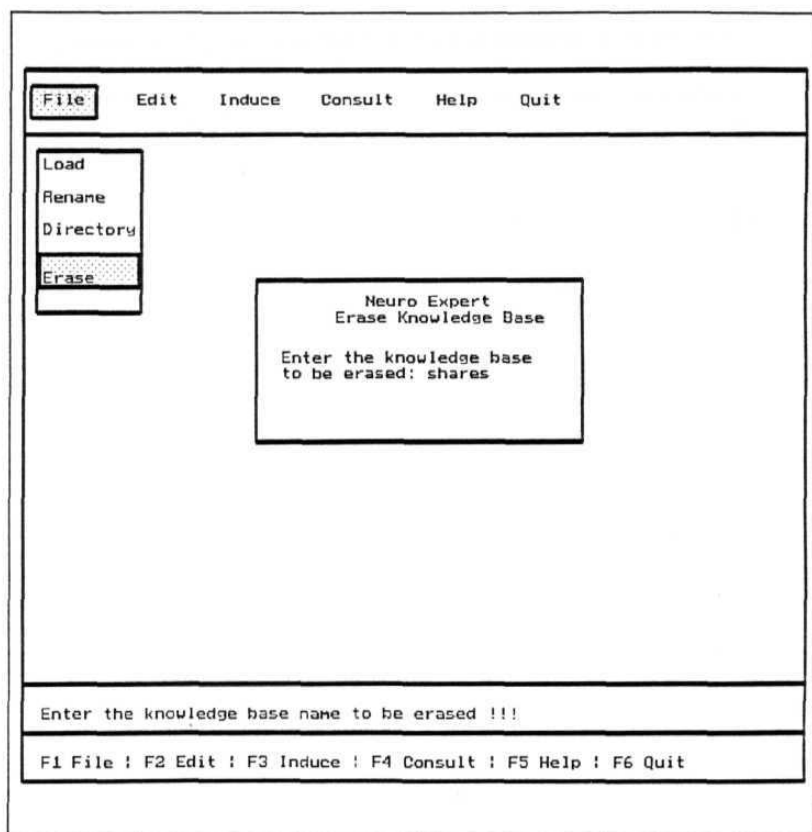 File Edit Induce Consult Help Quit
Load
Rename
Directory
Erase
Neuro Expert
Erase Knowledge Base
Enter the knowledge base
to be erased: shares
Enter the knowledge base name to be erased !!!
F1 File ¦ F2 Edit ¦ F3 Induce ¦ F4 Consult ¦ F5 Help ¦ F6 Quit